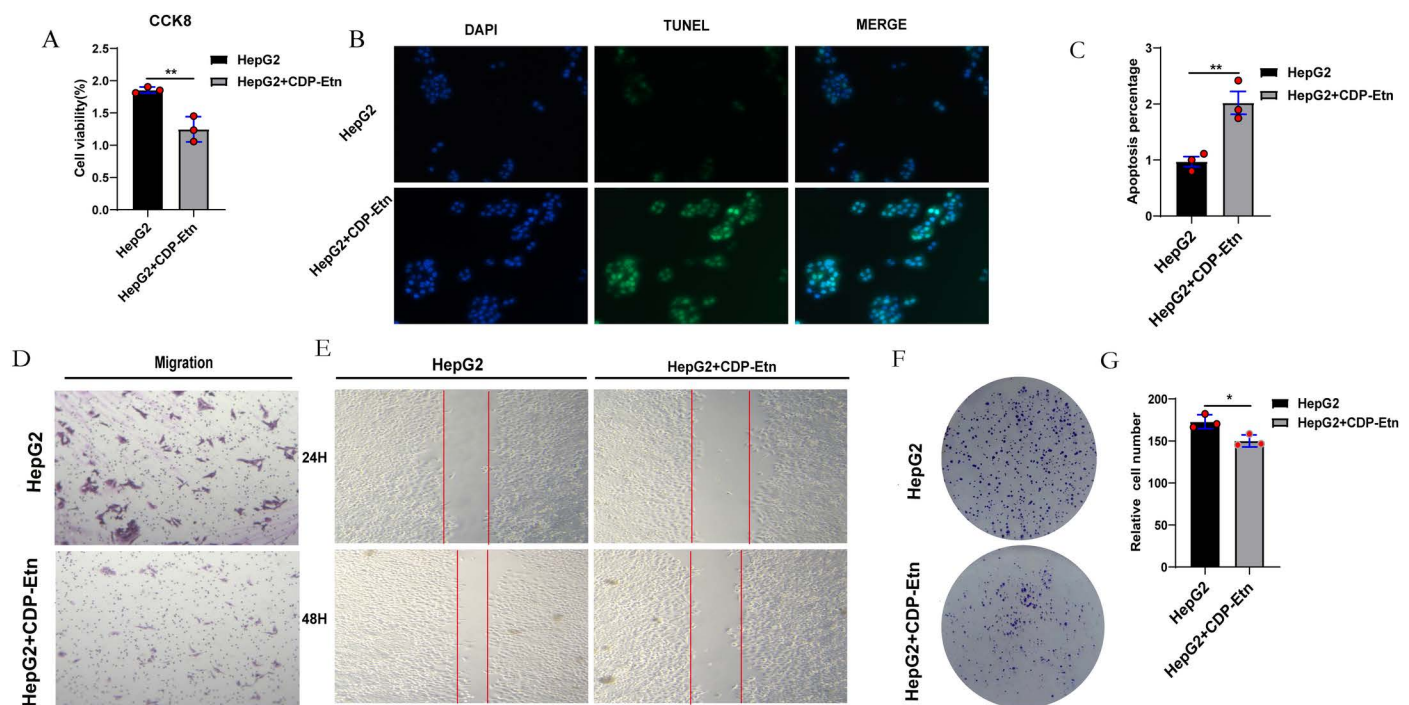 A
CCK8
Cell viability(%)
2.5
2.0
1.5
1.0
0.5
0.0
**
HepG2
HepG2+CDP-Etn
HepG2
HepG2+CDP-Etn
B
DAPI
TUNEL
MERGE
HepG2
HepG2+CDP-Etn
C
Apoptosis percentage
3
2
1
0
**
HepG2
HepG2+CDP-Etn
HepG2
HepG2+CDP-Etn
D
Migration
HepG2
HepG2+CDP-Etn
E
HepG2
HepG2+CDP-Etn
24H
48H
F
HepG2
HepG2+CDP-Etn
G
Relative cell number
200
150
100
50
0
*
HepG2
HepG2+CDP-Etn
HepG2
HepG2+CDP-Etn